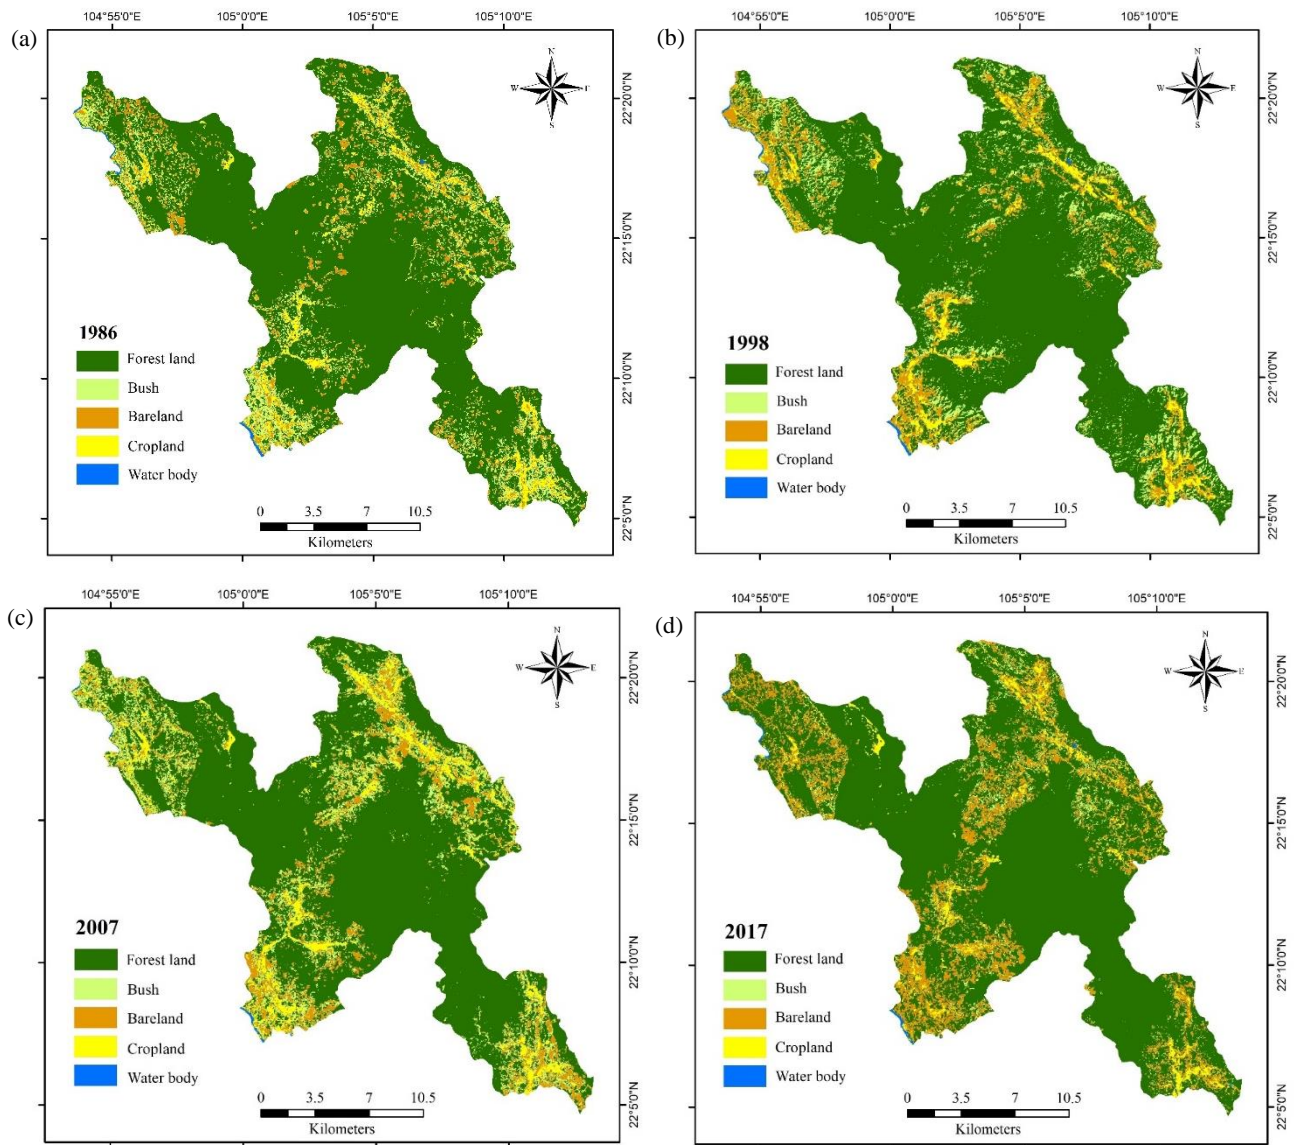 (a)
104°55'0"E 105°0'0"E 105°5'0"E 105°10'0"E
N
W
S
22°20'0"N
22°15'0"N
22°10'0"N
22°5'0"N
1986
Forest land
Bush
Bareland
Cropland
Water body
0 3.5 7 10.5
Kilometers
(b)
104°55'0"E 105°0'0"E 105°5'0"E 105°10'0"E
N
W E
S
22°20'0"N
22°15'0"N
22°10'0"N
22°5'0"N
1998
Forest land
Bush
Bareland
Cropland
Water body
0 3.5 7 10.5
Kilometers
(c)
104°55'0"E 105°0'0"E 105°5'0"E 105°10'0"E
N
W E
S
22°20'0"N
22°15'0"N
22°10'0"N
22°5'0"N
2007
Forest land
Bush
Bareland
Cropland
Water body
0 3.5 7 10.5
Kilometers
(d)
104°55'0"E 105°0'0"E 105°5'0"E 105°10'0"E
N
W E
S
22°20'0"N
22°15'0"N
22°10'0"N
22°5'0"N
2017
Forest land
Bush
Bareland
Cropland
Water body
0 3.5 7 10.5
Kilometers